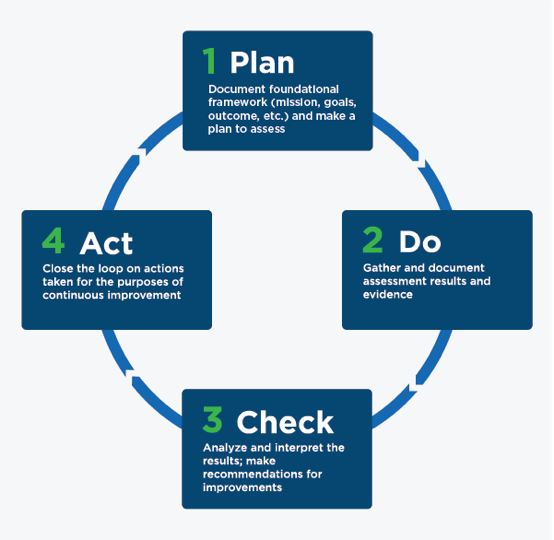 1 Plan
Document foundational
framework (mission, goals,
outcome, etc.) and make a
plan to assess
2 Do
Gather and document
assessment results and
evidence
3 Check
Analyze and interpret the
results; make
recommendations for
improvements
4 Act
Close the loop on actions
taken for the purposes of
continuous improvement